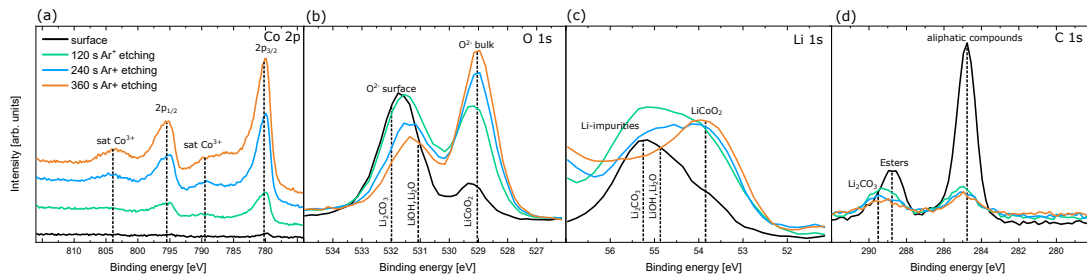 (a)
Co 2p
surface
120 s Ar⁺ etching
240 s Ar+ etching
360 s Ar+ etching
2p3/2
2p1/2
sat Co³⁺
sat Co³⁺
810 800 790 780
Binding energy [eV]
Intensity [arb. units]
(b)
O 1s
O²⁻ bulk
O²⁻ surface
Li₂CO₃
LiOH, Li₂O
LiCoO₂
534 533 532 531 530 529 528 527
Binding energy [eV]
(c)
Li 1s
LiCoO₂
Li-impurities
Li₂CO₃
LiOH, Li₂O
56 55 54 53 52
Binding energy [eV]
(d)
C 1s
aliphatic compounds
Esters
Li₂CO₃
290 288 286 284 282 280
Binding energy [eV]